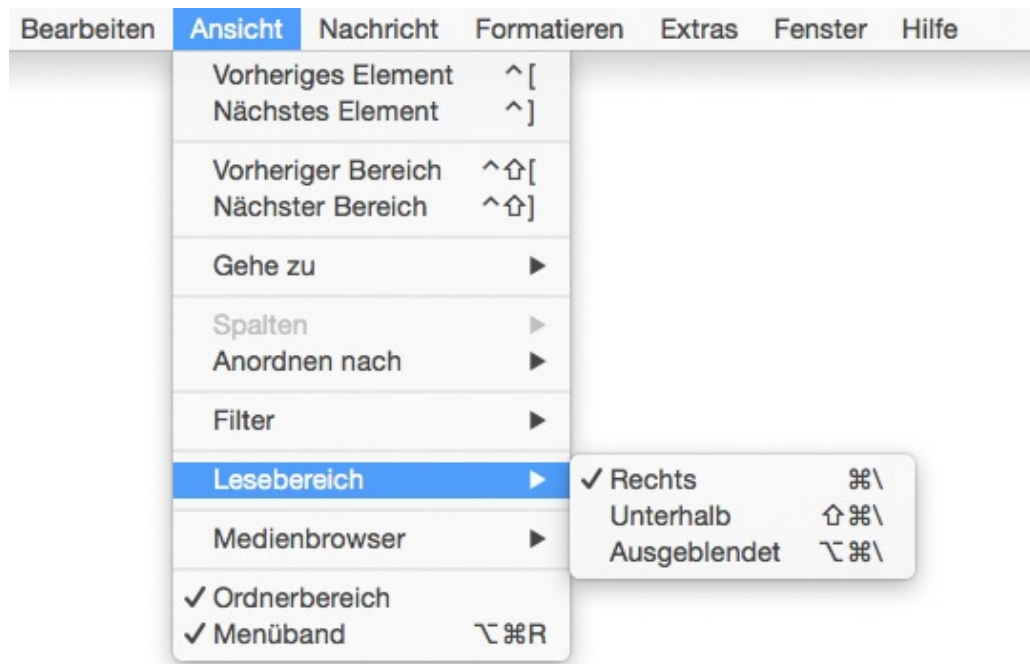 Bearbeiten Ansicht Nachricht Formatieren Extras Fenster Hilfe
Vorheriges Element ^[
Nächstes Element ^]
Vorheriger Bereich ^⇧[
Nächster Bereich ^⇧]
Gehe zu ▶
Spalten ▶
Anordnen nach ▶
Filter ▶
Lesebereich ▶
✓ Rechts ⌘\
Unterhalb ⇧⌘\
Ausgeblendet ⌥⌘\
Medienbrowser ▶
✓ Ordnerbereich
✓ Menüband ⌥⌘R